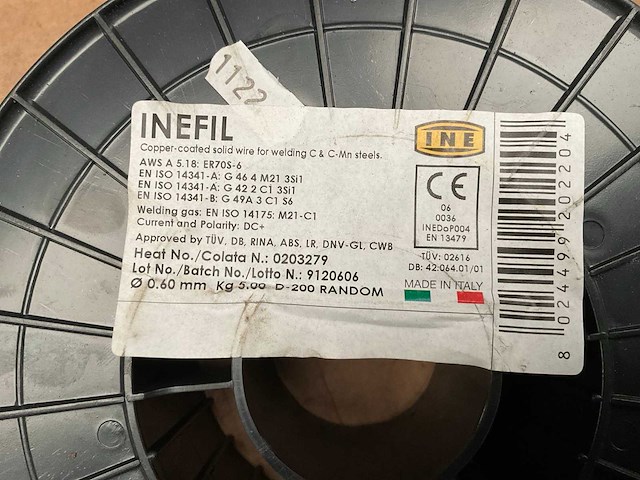 1122
INEFIL
Copper-coated solid wire for welding C & C-Mn steels.
AWS A 5.18: ER70S-6
EN ISO 14341-A: G 46 4 M21 3Si1
EN ISO 14341-A: G 42 2 C1 3Si1
EN ISO 14341-B: G 49A 3 C1 S6
Welding gas: EN ISO 14175: M21-C1
Current and Polarity: DC+
Approved by TÜV, DB, RINA, ABS, LR, DNV-GL, CWB
Heat No./Colata N.: 0203279
Lot No./Batch No./Lotto N.: 9120606
Ø 0.60 mm Kg 5.00 D-200 RANDOM
INE
CE
06
0036
INEDoP004
EN 13479
TÜV: 02616
DB: 42.064.01/01
MADE IN ITALY
8 024499 202204